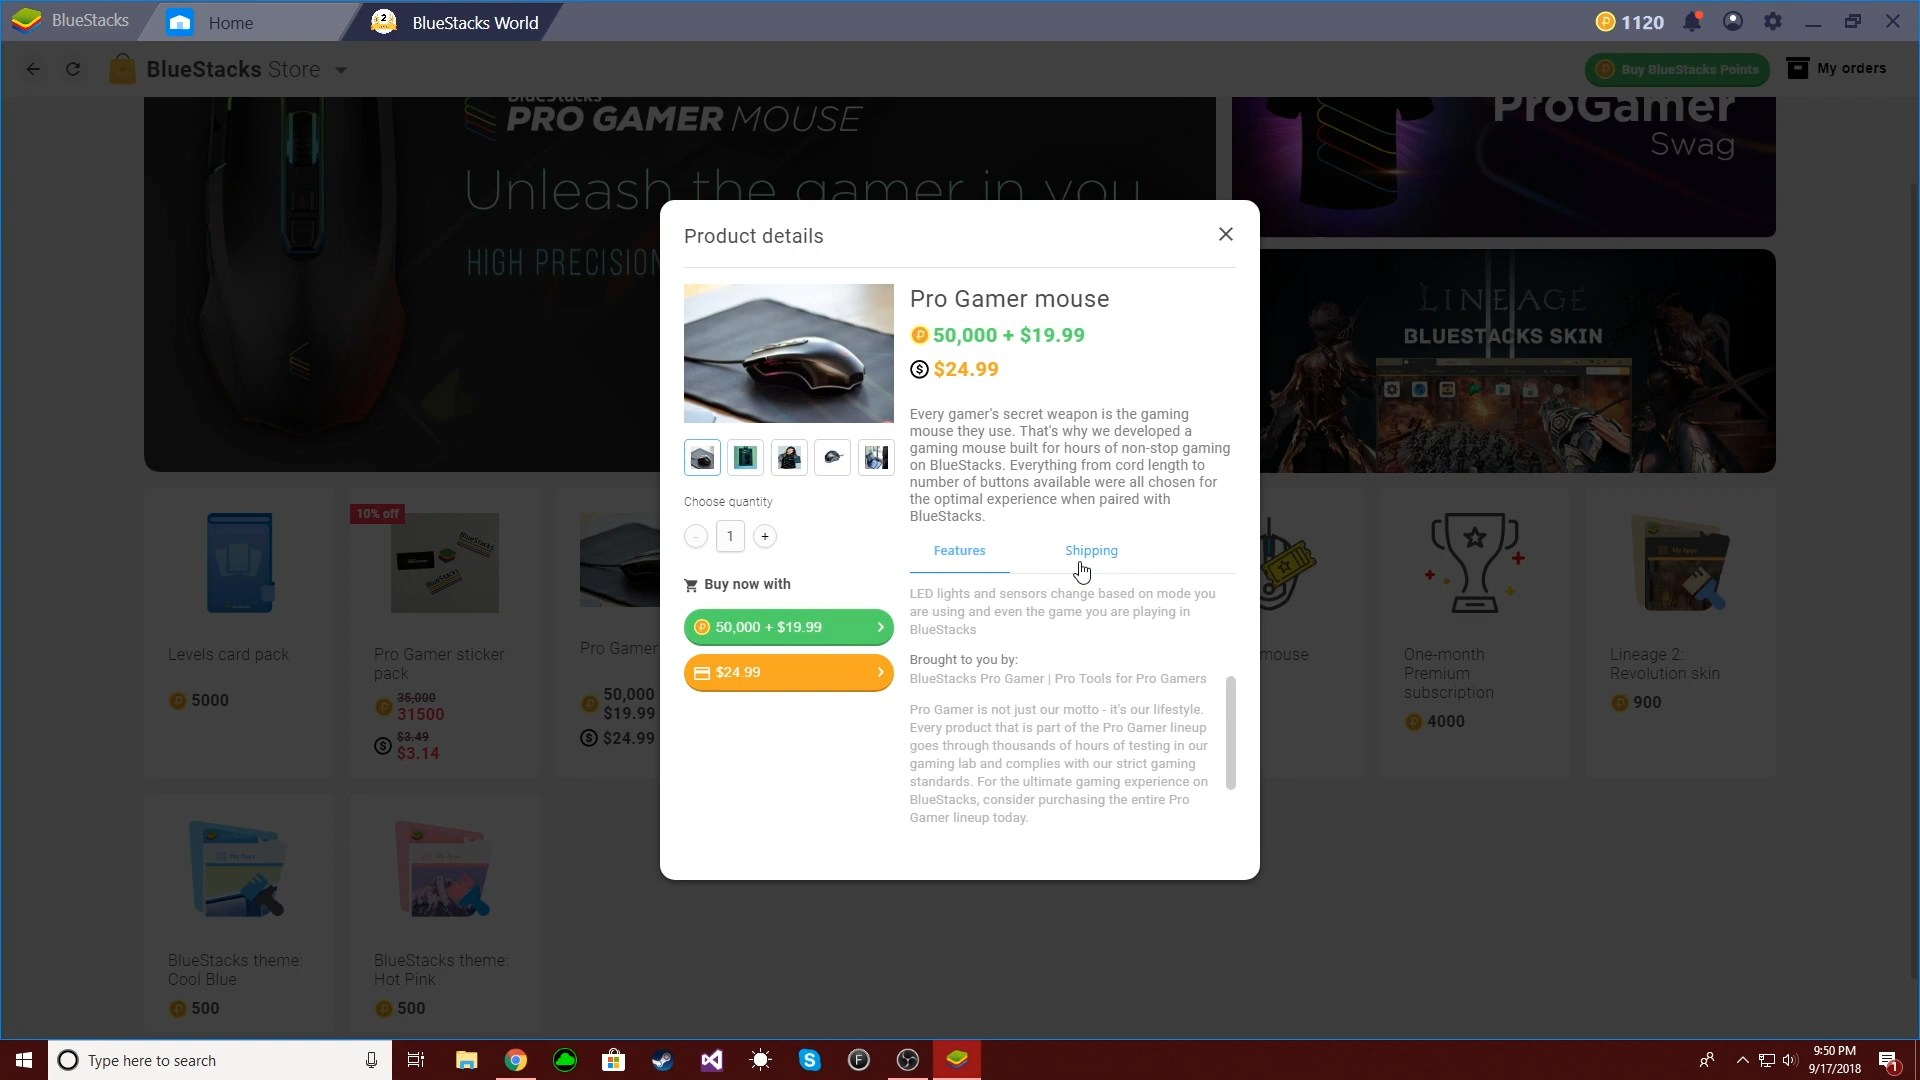 BlueStacks
Home
2
BlueStacks World
1120
BlueStacks Store
Buy BlueStacks Points
My orders
BlueStacks
PRO GAMER MOUSE
Unleash the gamer in you
HIGH PRECISION
ProGamer
Swag
LINEAGE
BLUESTACKS SKIN
Product details
Pro Gamer mouse
50,000 + $19.99
$24.99
Every gamer's secret weapon is the gaming
mouse they use. That's why we developed a
gaming mouse built for hours of non-stop gaming
on BlueStacks. Everything from cord length to
number of buttons available were all chosen for
the optimal experience when paired with
BlueStacks.
Choose quantity
- 1 +
Buy now with
50,000 + $19.99
$24.99
Features
Shipping
LED lights and sensors change based on mode you
are using and even the game you are playing in
BlueStacks
Brought to you by:
BlueStacks Pro Gamer | Pro Tools for Pro Gamers
Pro Gamer is not just our motto - it's our lifestyle.
Every product that is part of the Pro Gamer lineup
goes through thousands of hours of testing in our
gaming lab and complies with our strict gaming
standards. For the ultimate gaming experience on
BlueStacks, consider purchasing the entire Pro
Gamer lineup today.
Levels card pack
5000
10% off
BlueStacks
BlueStacks
Pro Gamer sticker
pack
35,000
31500
$3.49
$3.14
Pro Gamer
50,000
$19.99
$24.99
mouse
One-month
Premium
subscription
4000
My Apps
Lineage 2:
Revolution skin
900
My Apps
BlueStacks theme:
Cool Blue
500
My Apps
BlueStacks theme:
Hot Pink
500
Type here to search
9:50 PM
9/17/2018
1